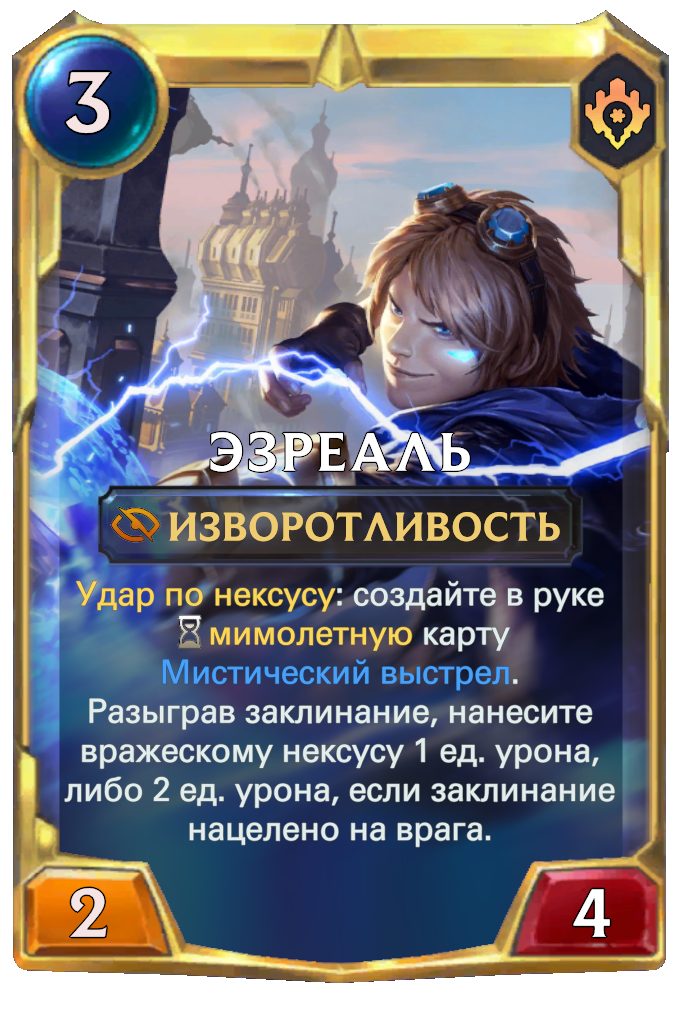 3
ЭЗРЕАЛЬ
ИЗВОРОТЛИВОСТЬ
Удар по нексусу: создайте в руке
мимолетную карту
Мистический выстрел.
Разыграв заклинание, нанесите
вражескому нексусу 1 ед. урона,
либо 2 ед. урона, если заклинание
нацелено на врага.
2
4